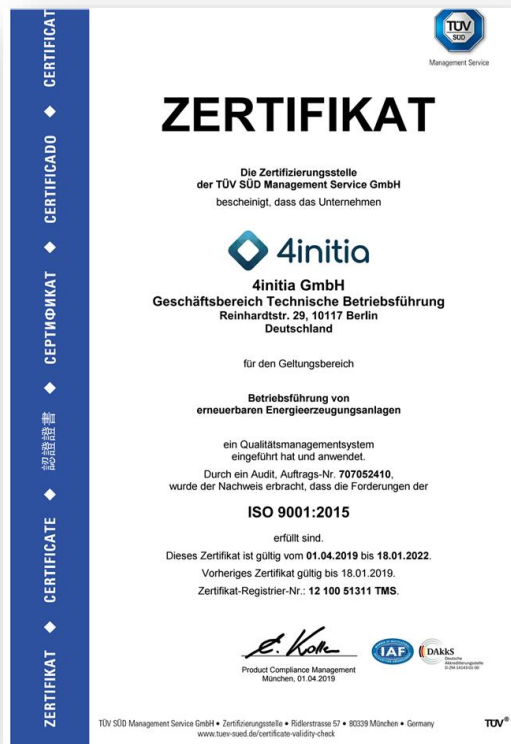 TÜV
SÜD
Management Service
ZERTIFIKAT
Die Zertifizierungsstelle
der TÜV SÜD Management Service GmbH
bescheinigt, dass das Unternehmen
4initia
4initia GmbH
Geschäftsbereich Technische Betriebsführung
Reinhardtstr. 29, 10117 Berlin
Deutschland
für den Geltungsbereich
Betriebsführung von
erneuerbaren Energieerzeugungsanlagen
ein Qualitätsmanagementsystem
eingeführt hat und anwendet.
Durch ein Audit, Auftrags-Nr. 707052410,
wurde der Nachweis erbracht, dass die Forderungen der
ISO 9001:2015
erfüllt sind.
Dieses Zertifikat ist gültig vom 01.04.2019 bis 18.01.2022.
Vorheriges Zertifikat gültig bis 18.01.2019.
Zertifikat-Registrier-Nr.: 12 100 51311 TMS.
Product Compliance Management
München, 01.04.2019
IAF
DAkkS
Deutsche
Akkreditierungsstelle
D-ZM-14143-01-00
TÜV SÜD Management Service GmbH • Zertifizierungsstelle • Ridlerstrasse 57 • 80339 München • Germany
www.tuev-sued.de/certificate-validity-check
TÜV®
ZERTIFIKAT ◆ CERTIFICATE ◆ 認證證書 ◆ СЕРТИФИКАТ ◆ CERTIFICADO ◆ CERTIFICAT